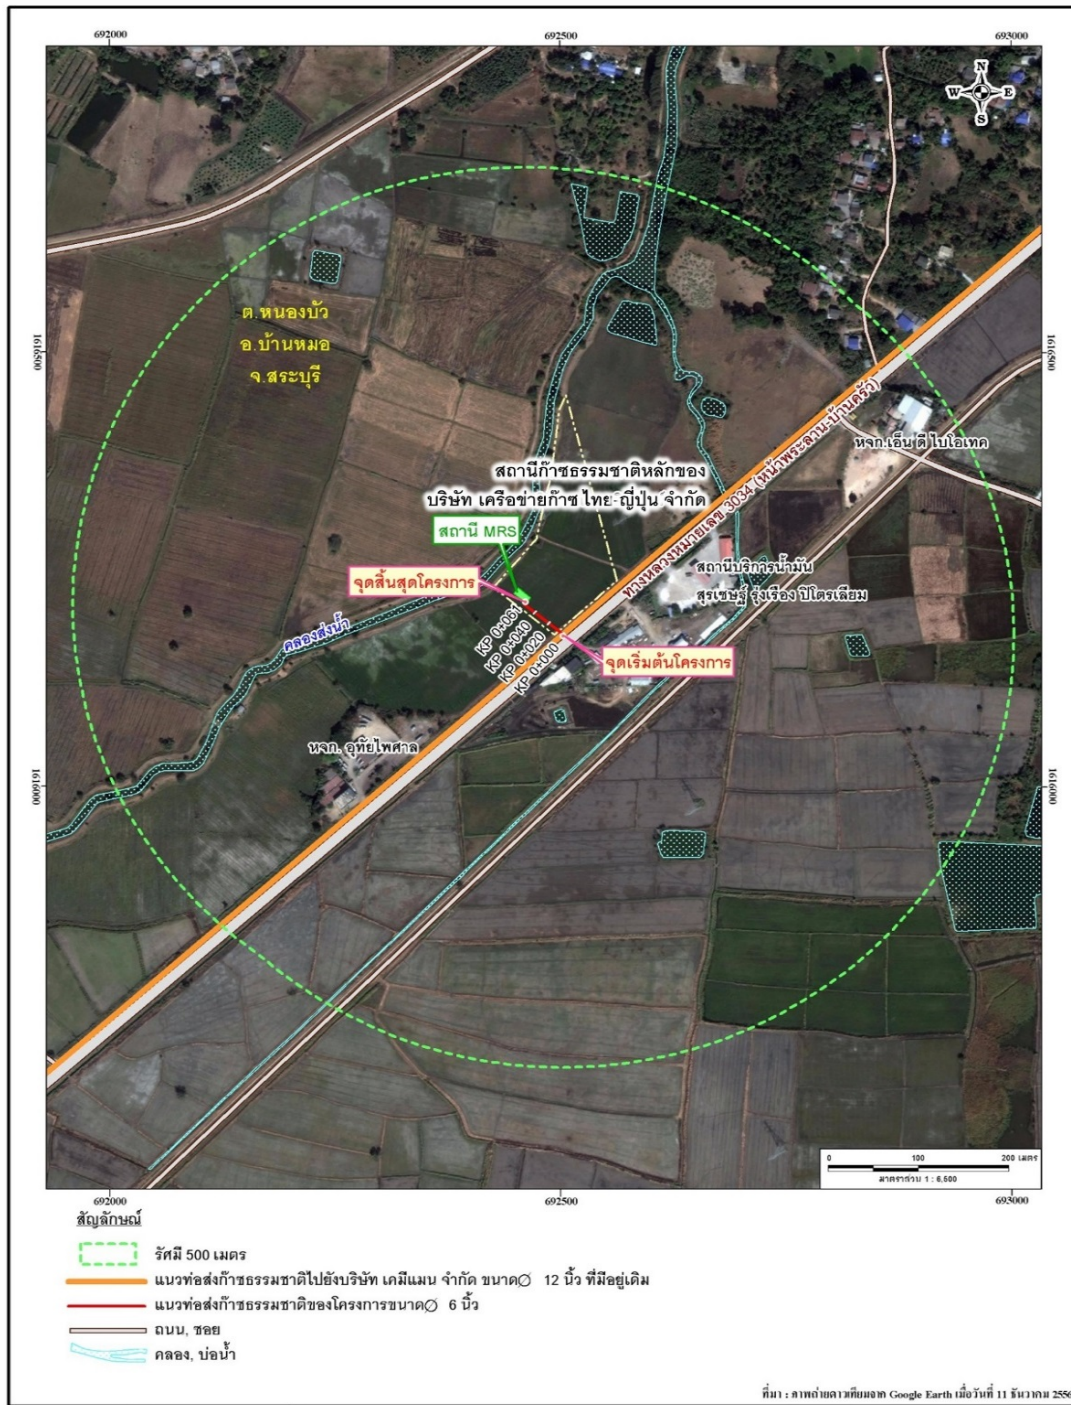 692000
692500
693000
N
W E
S
ต.หนองบัว
อ.บ้านหมอ
จ.สระบุรี
1616500
1616500
ทางหลวงหมายเลข 3034 (หน้าพระลาน-บ้านครัว)
หจก.เอ็น ดี ไบโอเทค
สถานีก๊าซธรรมชาติหลักของ
บริษัท เครือข่ายก๊าซ ไทย-ญี่ปุ่น จำกัด
สถานี MRS
สถานีบริการน้ำมัน
สุรเชษฐ์ รุ่งเรือง ปิโตรเลียม
จุดสิ้นสุดโครงการ
KP 0+061
KP 0+040
KP 0+020
KP 0+000
คลองส่งน้ำ
จุดเริ่มต้นโครงการ
หจก. อุทัยไพศาล
1616000
1616000
0 100 200 เมตร
มาตราส่วน 1 : 6,500
692000
692500
693000
สัญลักษณ์
รัศมี 500 เมตร
แนวท่อส่งก๊าซธรรมชาติไปยังบริษัท เคมีแมน จำกัด ขนาด∅ 12 นิ้ว ที่มีอยู่เดิม
แนวท่อส่งก๊าซธรรมชาติของโครงการขนาด∅ 6 นิ้ว
ถนน, ซอย
คลอง, บ่อน้ำ
ที่มา : ภาพถ่ายดาวเทียมจาก Google Earth เมื่อวันที่ 11 ธันวาคม 2556